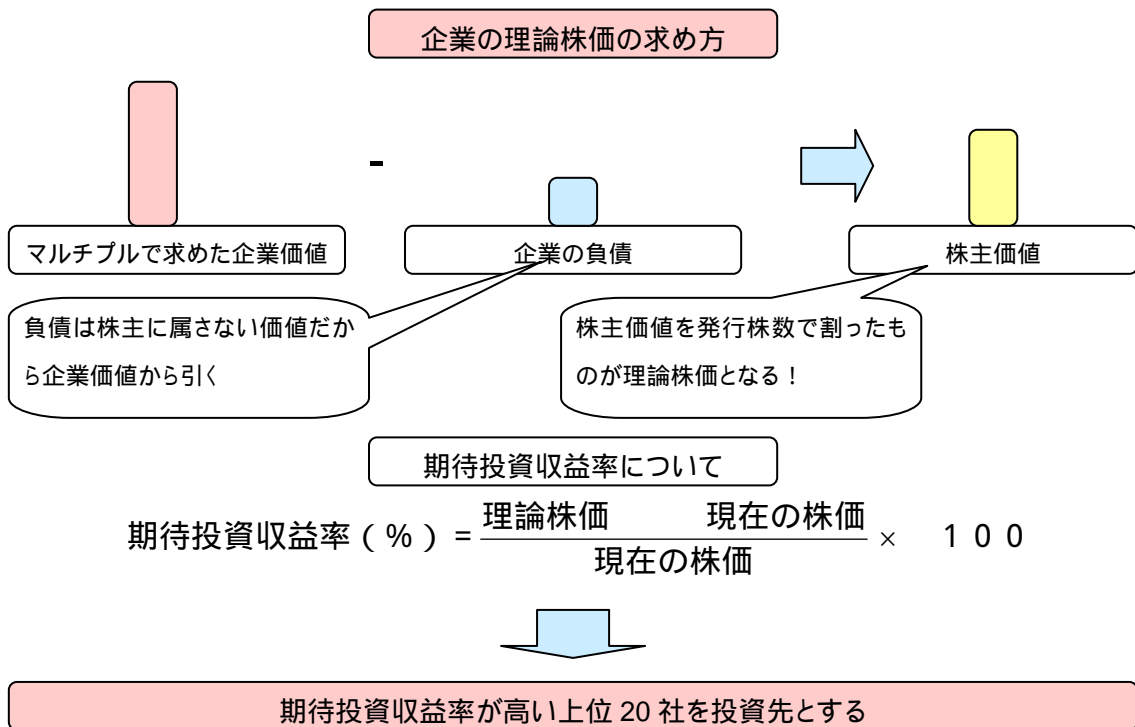 企業の理論株価の求め方
-
マルチプルで求めた企業価値
企業の負債
株主価値
負債は株主に属さない価値だか
ら企業価値から引く
株主価値を発行株数で割ったも
のが理論株価となる！
期待投資収益率について
理論株価 現在の株価
期待投資収益率（％）= × １００
現在の株価
期待投資収益率が高い上位 20 社を投資先とする